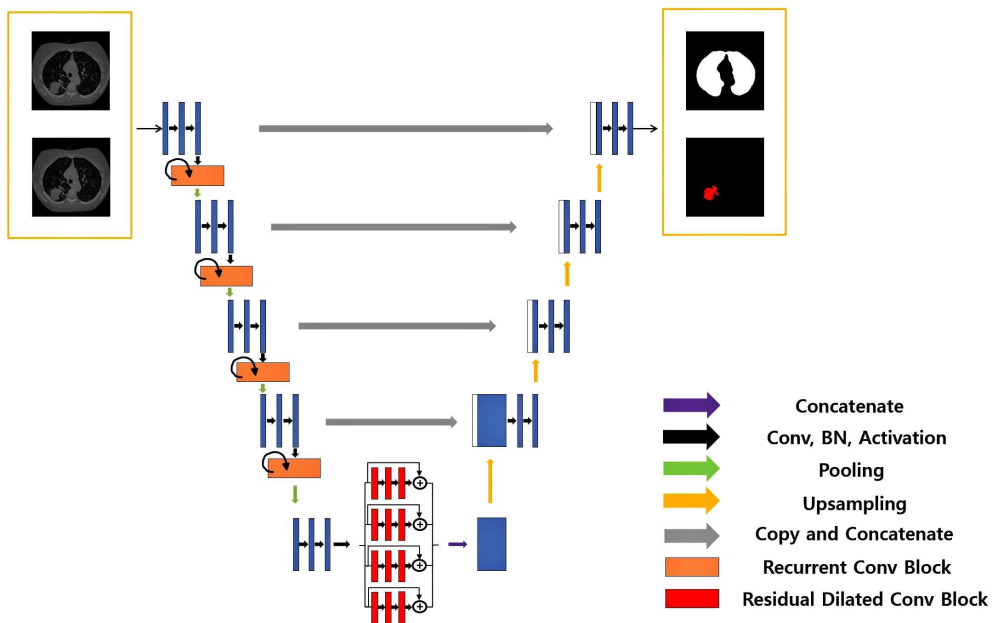 Concatenate
Conv, BN, Activation
Pooling
Upsampling
Copy and Concatenate
Recurrent Conv Block
Residual Dilated Conv Block